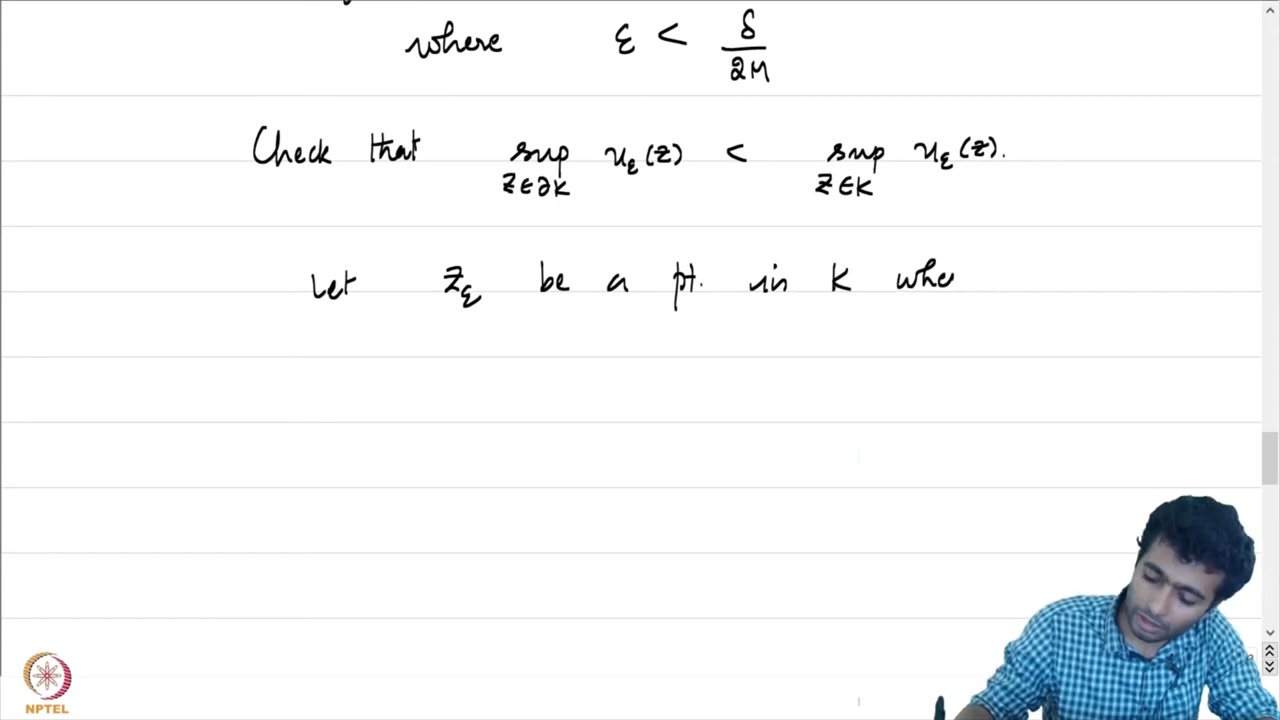 where ε < δ/2M
Check that sup_{z∈∂K} u_ε(z) < sup_{z∈K} u_ε(z).
Let z_ε be a pt. in K whe
NPTEL